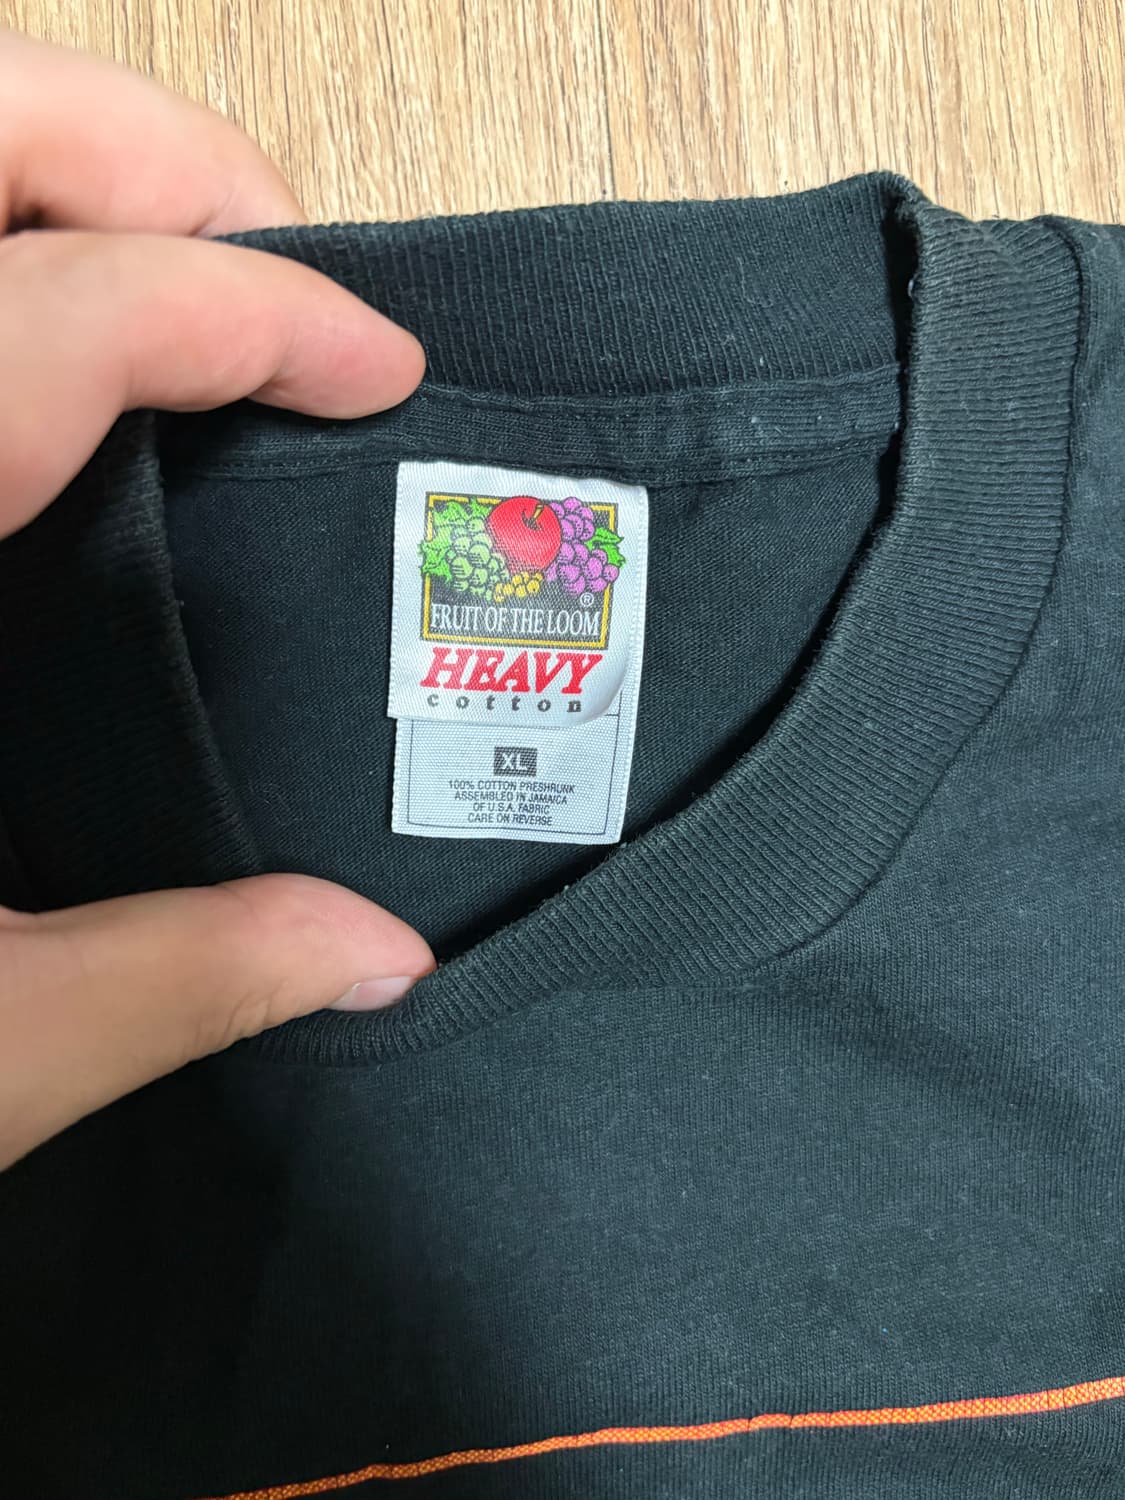 ®
FRUIT OF THE LOOM
HEAVY
cotton
XL
100% COTTON PRESHRUNK
ASSEMBLED IN JAMAICA
OF U.S.A. FABRIC
CARE ON REVERSE